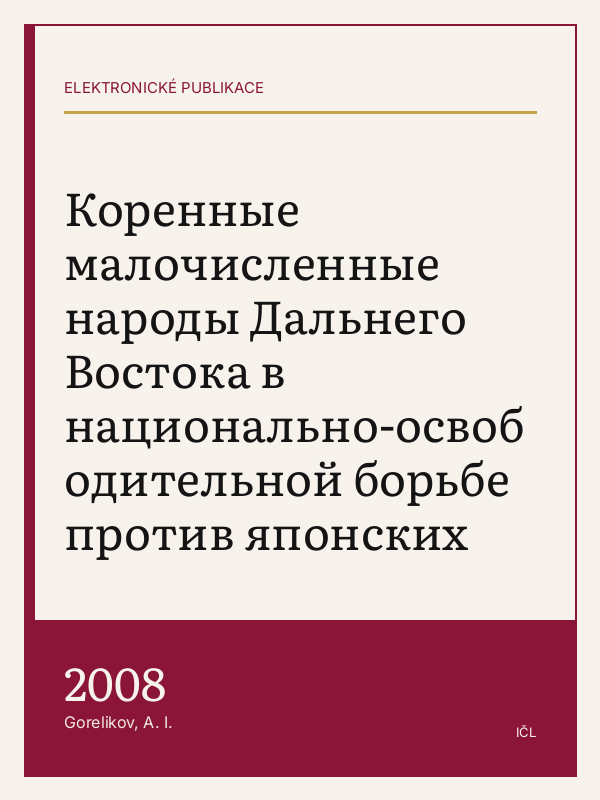 ELEKTRONICKÉ PUBLIKACE
Коренные
малочисленные
народы Дальнего
Востока в
национально-освоб
одительной борьбе
против японских
2008
Gorelikov, A. I.
IČL